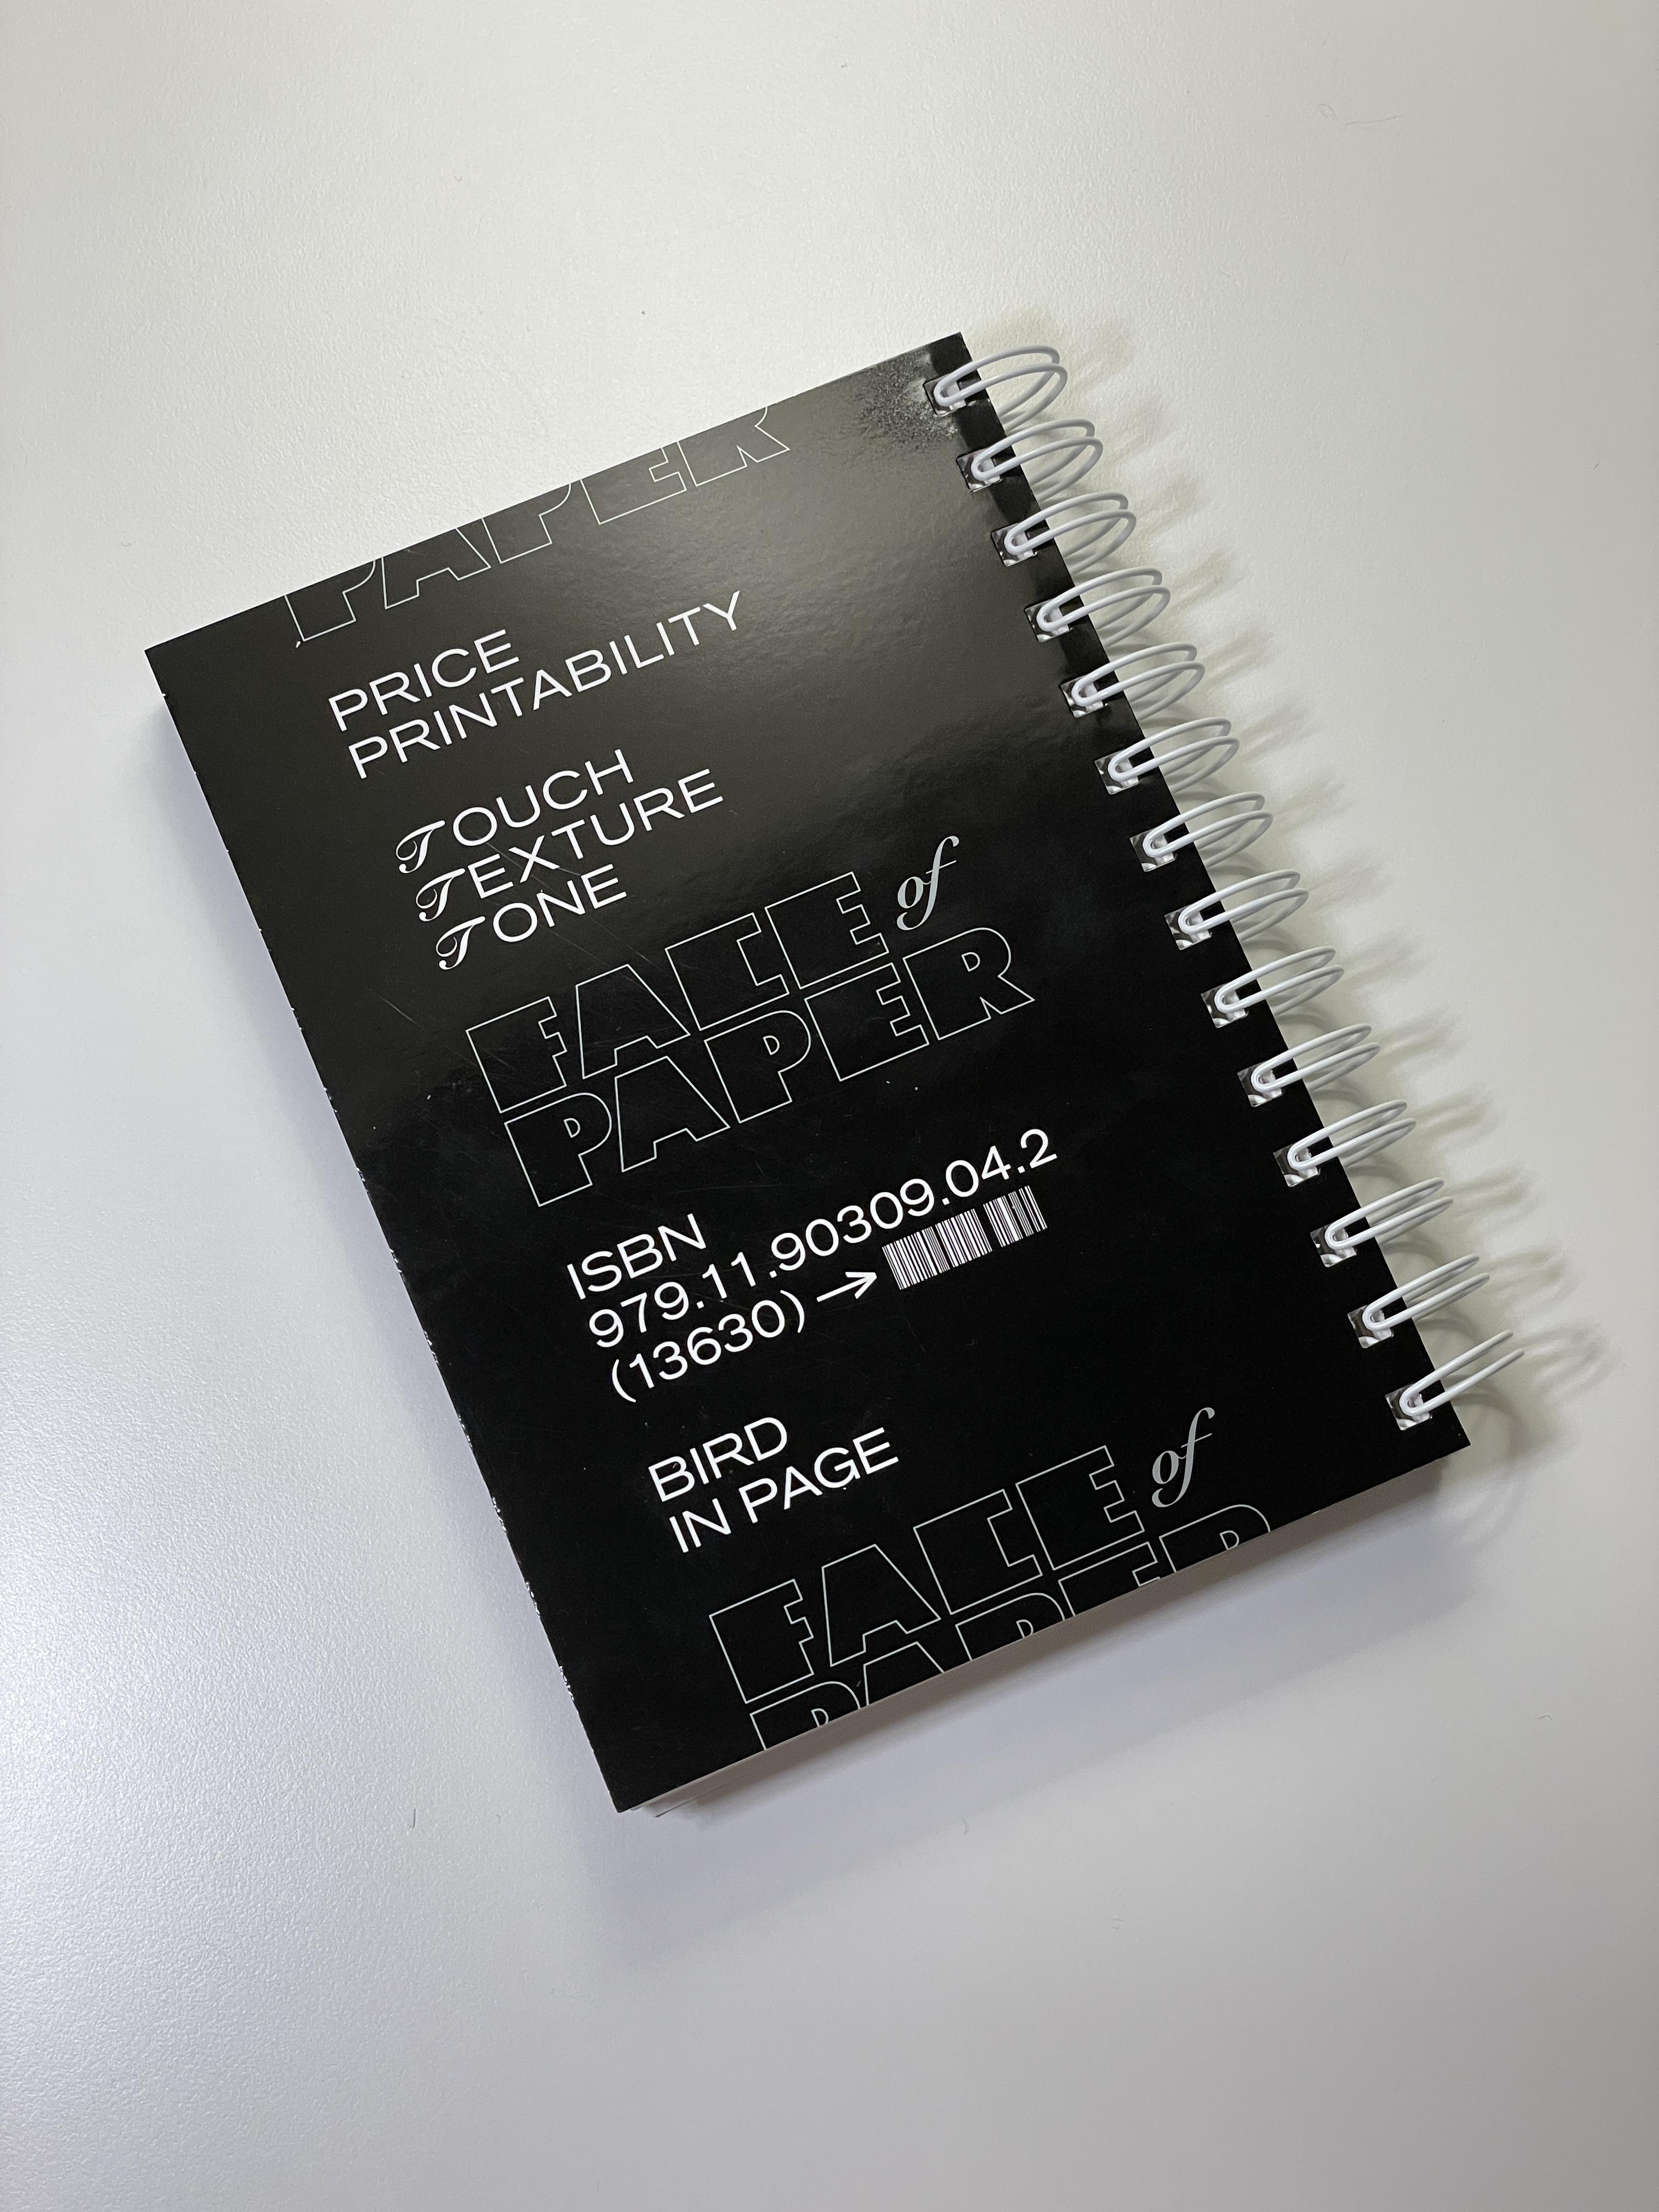 PAPER
PRICE
PRINTABILITY
TOUCH
TEXTURE
TONE
FACE of
PAPER
ISBN
979.11.90309.04.2
(13630) →
BIRD
IN PAGE
FACE of
PAPER